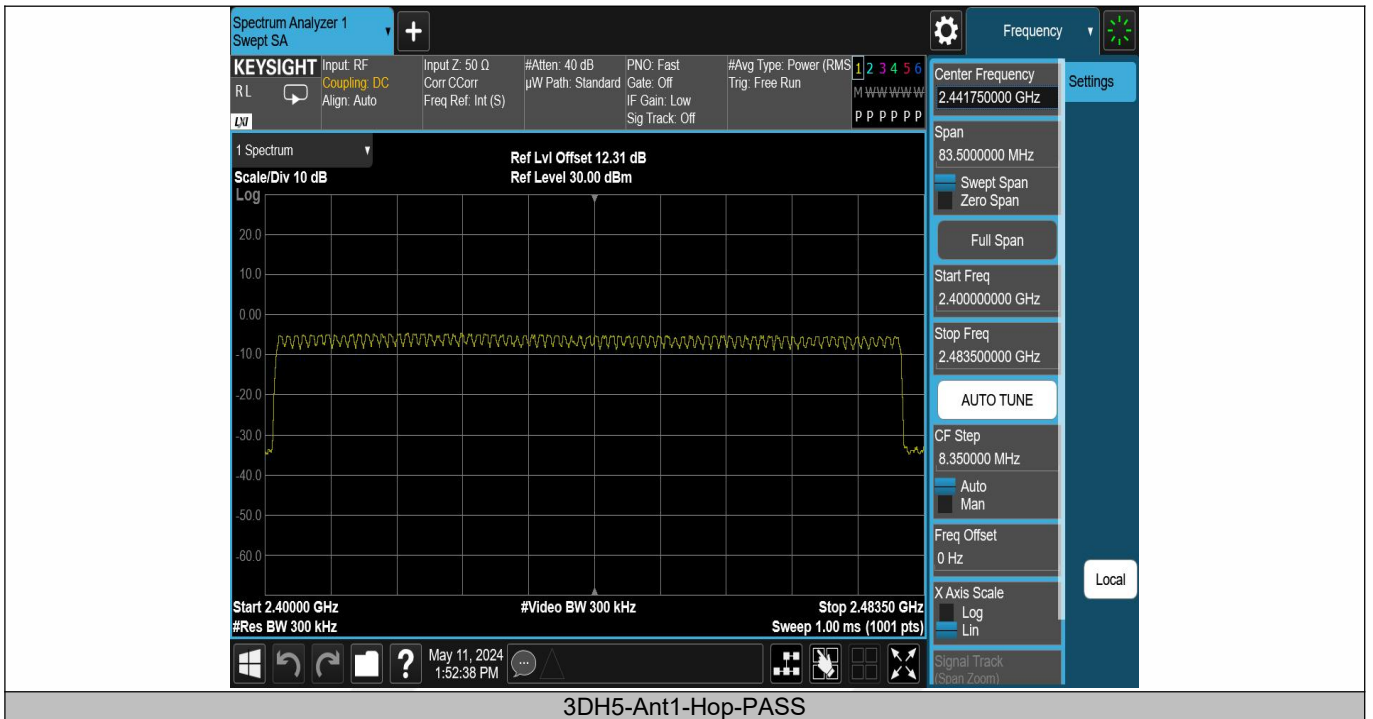 Spectrum Analyzer 1
Swept SA
+
Frequency
KEYSIGHT
RL
LXI
Input: RF
Coupling: DC
Align: Auto
Input Z: 50 Ω
Corr CCorr
Freq Ref: Int (S)
#Atten: 40 dB
µW Path: Standard
PNO: Fast
Gate: Off
IF Gain: Low
Sig Track: Off
#Avg Type: Power (RMS
Trig: Free Run
1 2 3 4 5 6
M W W W W W
P P P P P P
1 Spectrum
Scale/Div 10 dB
Ref Lvl Offset 12.31 dB
Ref Level 30.00 dBm
Log
20.0
10.0
0.00
-10.0
-20.0
-30.0
-40.0
-50.0
-60.0
Start 2.40000 GHz
#Res BW 300 kHz
#Video BW 300 kHz
Stop 2.48350 GHz
Sweep 1.00 ms (1001 pts)
?
May 11, 2024
1:52:38 PM
Center Frequency
2.441750000 GHz
Settings
Span
83.5000000 MHz
Swept Span
Zero Span
Full Span
Start Freq
2.400000000 GHz
Stop Freq
2.483500000 GHz
AUTO TUNE
CF Step
8.350000 MHz
Auto
Man
Freq Offset
0 Hz
X Axis Scale
Log
Lin
Local
Signal Track
(Span Zoom)
3DH5-Ant1-Hop-PASS